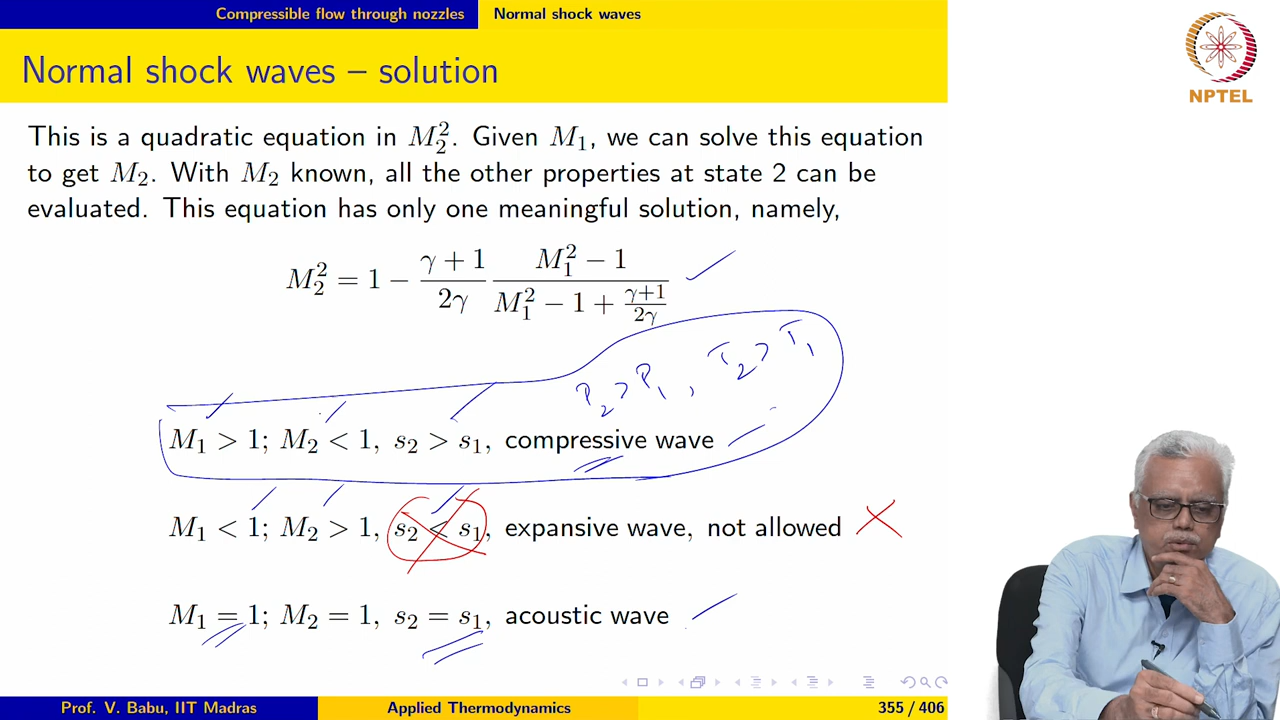 Compressible flow through nozzles Normal shock waves
Normal shock waves – solution
NPTEL
This is a quadratic equation in M₂². Given M₁, we can solve this equation
to get M₂. With M₂ known, all the other properties at state 2 can be
evaluated. This equation has only one meaningful solution, namely,
M₂² = 1 − \frac{γ + 1}{2γ} \frac{M₁² − 1}{M₁² − 1 + \frac{γ+1}{2γ}}
P₂ > P₁, T₂ > T₁
M₁ > 1; M₂ < 1, s₂ > s₁, compressive wave
M₁ < 1; M₂ > 1, s₂ < s₁, expansive wave, not allowed
M₁ = 1; M₂ = 1, s₂ = s₁, acoustic wave
Prof. V. Babu, IIT Madras Applied Thermodynamics 355 / 406